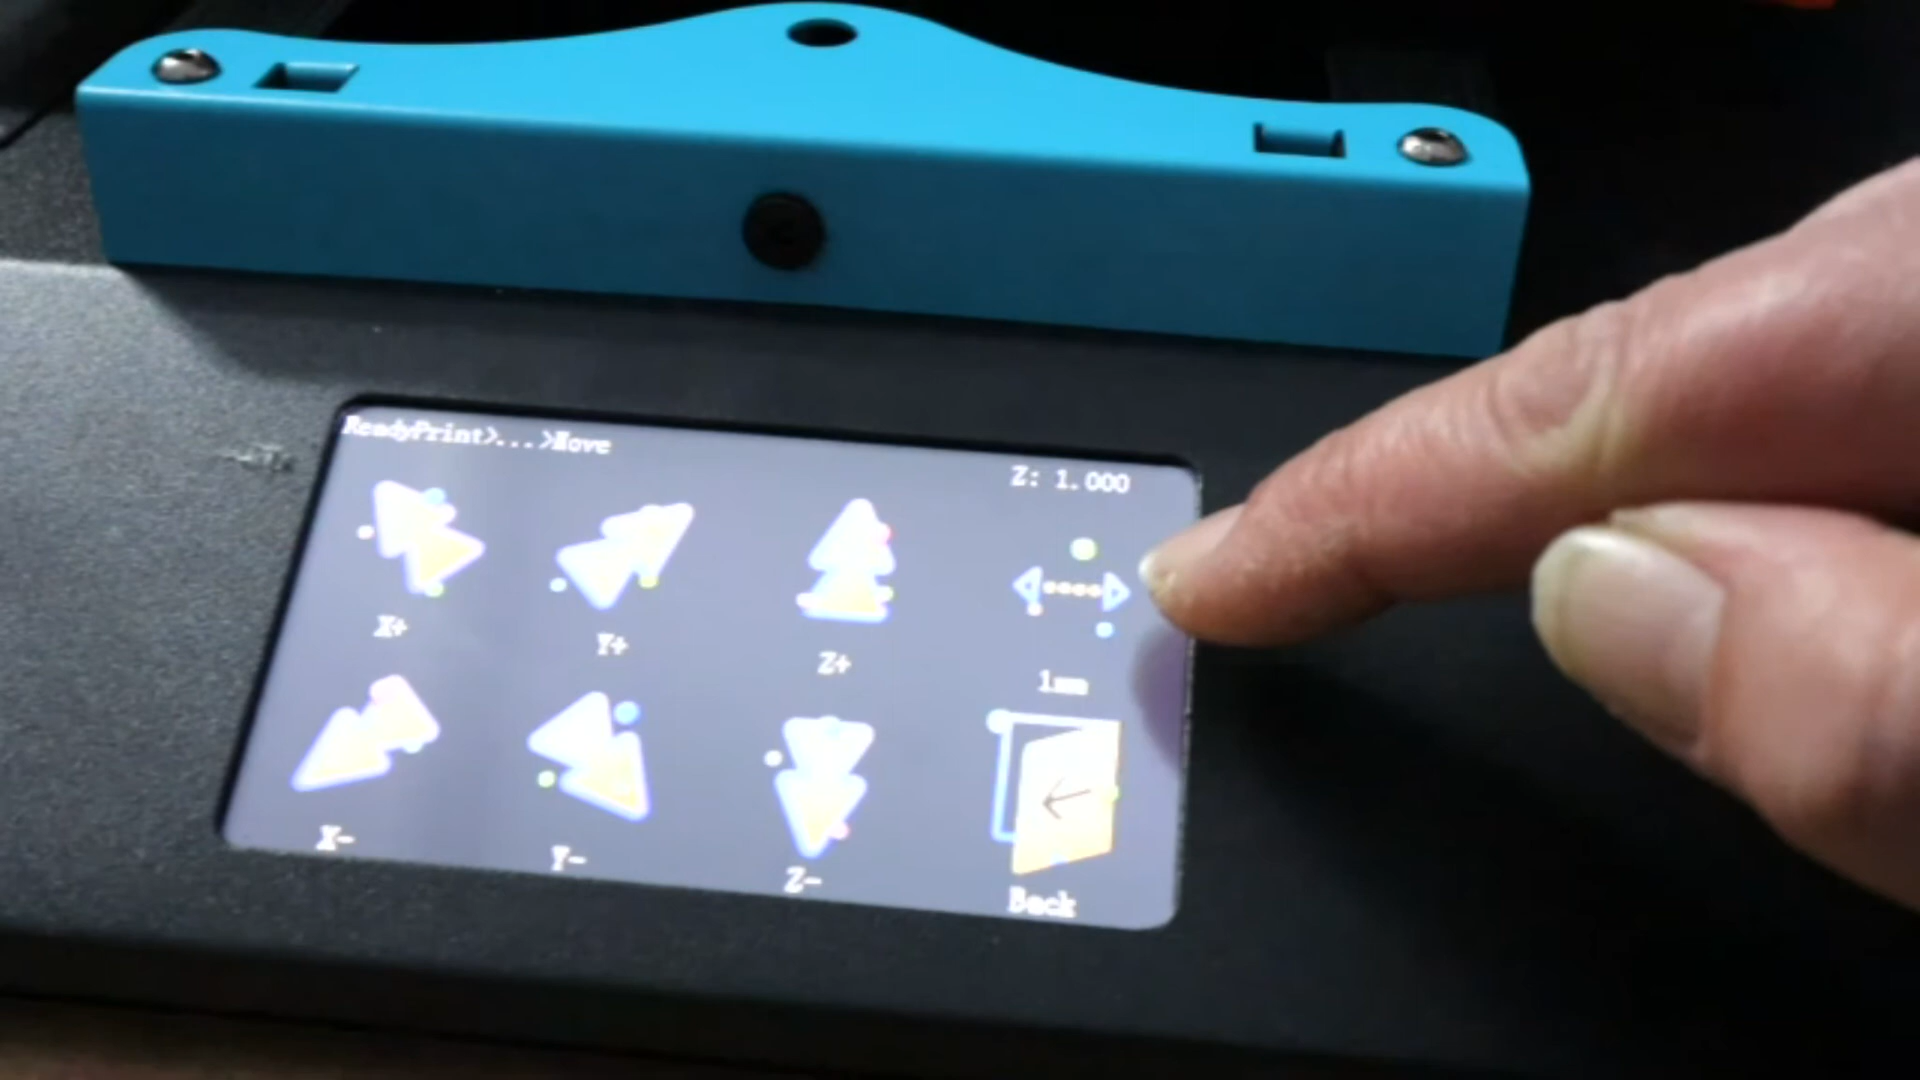 ReadyPrint>...>Move
Z: 1.000
X+
Y+
Z+
1mm
X-
Y-
Z-
Back